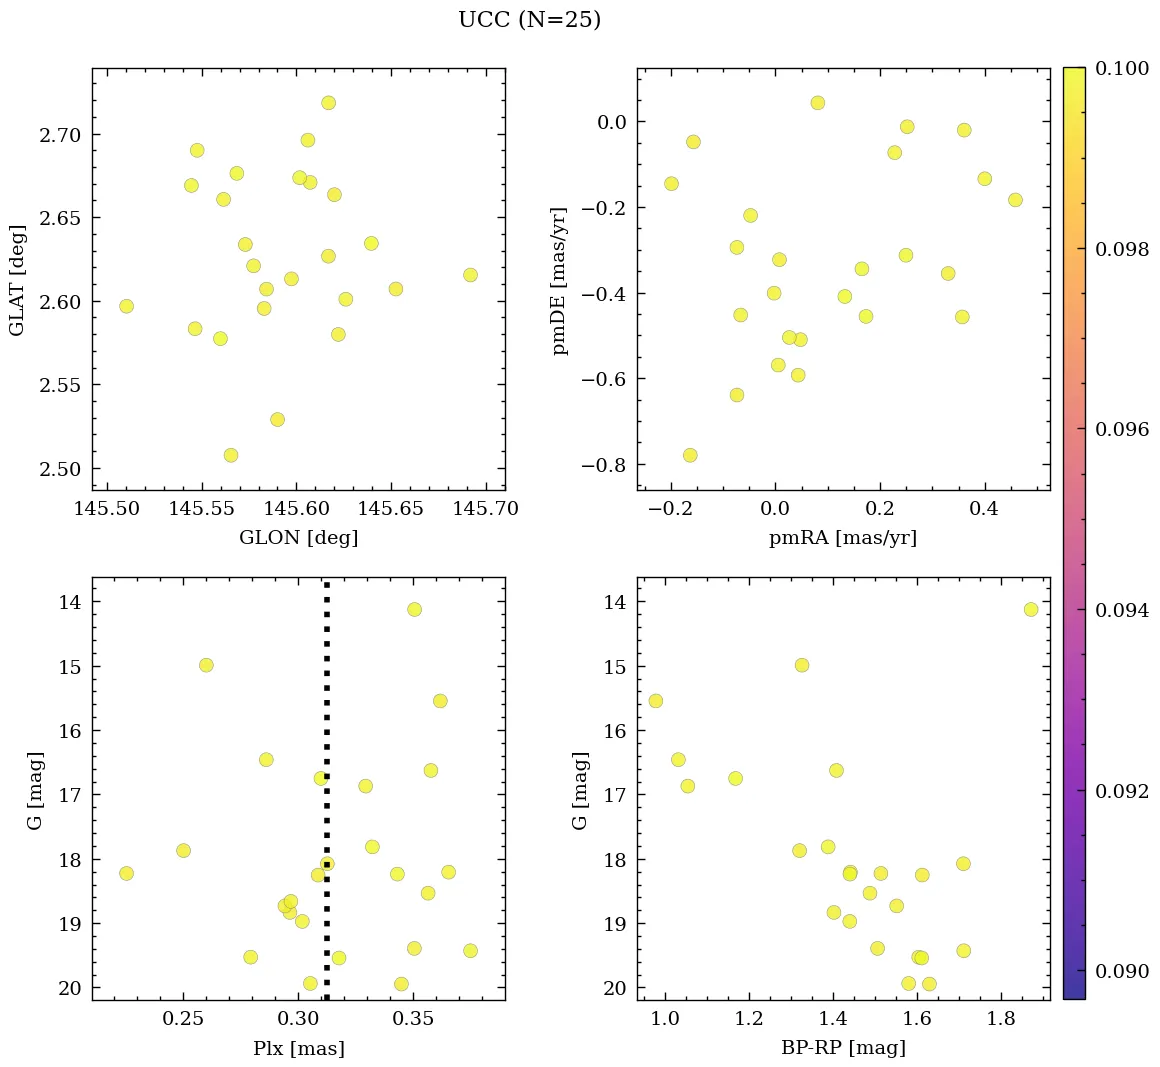 UCC (N=25)
2.70
2.65
2.60
2.55
2.50
GLAT [deg]
145.50 145.55 145.60 145.65 145.70
GLON [deg]
0.0
−0.2
−0.4
−0.6
−0.8
pmDE [mas/yr]
−0.2 0.0 0.2 0.4
pmRA [mas/yr]
14
15
16
17
18
19
20
G [mag]
0.25 0.30 0.35
Plx [mas]
14
15
16
17
18
19
20
G [mag]
1.0 1.2 1.4 1.6 1.8
BP-RP [mag]
0.100
0.098
0.096
0.094
0.092
0.090